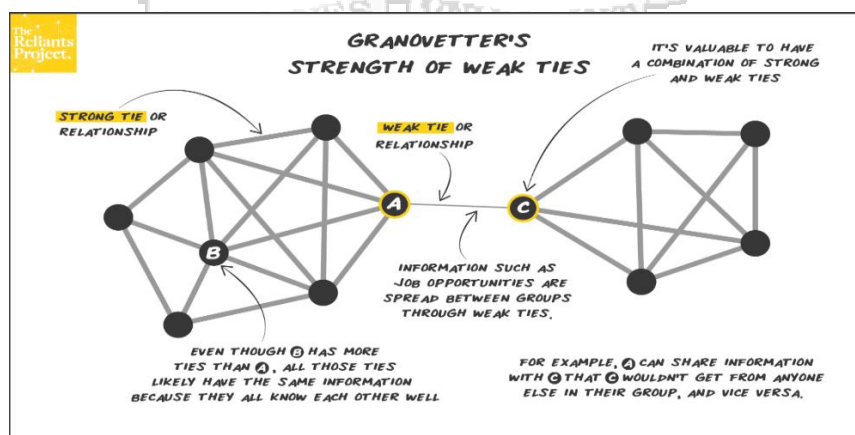 The
Reliants
Project.
GRANOVETTER'S
STRENGTH OF WEAK TIES
IT'S VALUABLE TO HAVE
A COMBINATION OF STRONG
AND WEAK TIES
STRONG TIE OR
RELATIONSHIP
WEAK TIE OR
RELATIONSHIP
A
C
B
INFORMATION SUCH AS
JOB OPPORTUNITIES ARE
SPREAD BETWEEN GROUPS
THROUGH WEAK TIES.
EVEN THOUGH B HAS MORE
TIES THAN A, ALL THOSE TIES
LIKELY HAVE THE SAME INFORMATION
BECAUSE THEY ALL KNOW EACH OTHER WELL
FOR EXAMPLE, A CAN SHARE INFORMATION
WITH C THAT C WOULDN'T GET FROM ANYONE
ELSE IN THEIR GROUP, AND VICE VERSA.